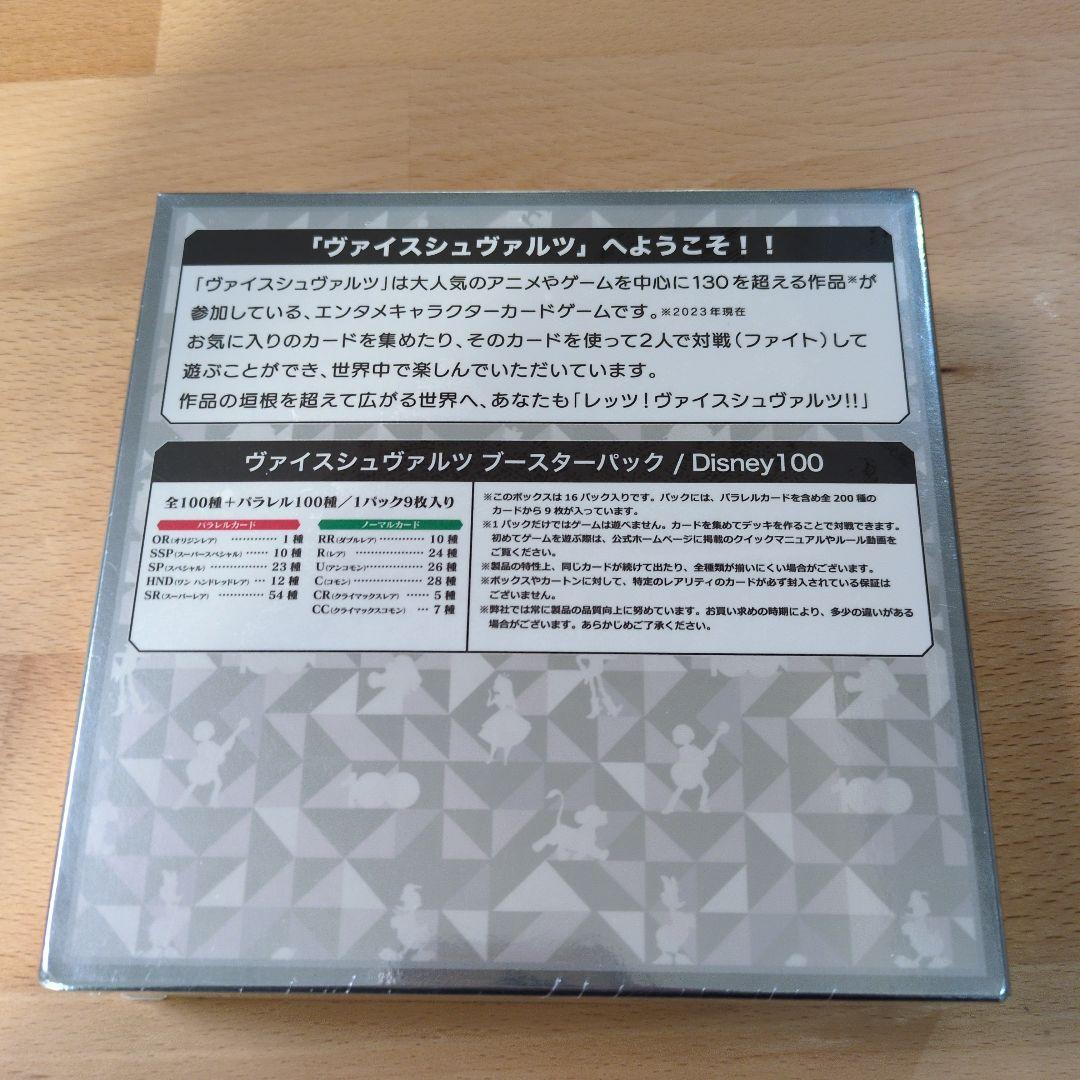 「ヴァイスシュヴァルツ」へようこそ！！
「ヴァイスシュヴァルツ」は大人気のアニメやゲームを中心に130を超える作品※が
参加している、エンタメキャラクターカードゲームです。※2023年現在
お気に入りのカードを集めたり、そのカードを使って2人で対戦（ファイト）して
遊ぶことができ、世界中で楽しんでいただいています。
作品の垣根を超えて広がる世界へ、あなたも「レッツ！ヴァイスシュヴァルツ!!」
ヴァイスシュヴァルツ ブースターパック / Disney100
全100種＋パラレル100種／1パック9枚入り
パラレルカード
OR(オリジンレア) ………… 1種
SSP(スーパースペシャル) …… 10種
SP(スペシャル) ………… 23種
HND(ワン ハンドレッドレア) … 12種
SR(スーパーレア) ………… 54種
ノーマルカード
RR(ダブルレア) ………… 10種
R(レア) ………… 24種
U(アンコモン) ………… 26種
C(コモン) ………… 28種
CR(クライマックスレア) …… 5種
CC(クライマックスコモン) … 7種
※このボックスは16パック入りです。パックには、パラレルカードを含め全200種の
カードから9枚が入っています。
※1パックだけではゲームは遊べません。カードを集めてデッキを作ることで対戦できます。
初めてゲームを遊ぶ際は、公式ホームページに掲載のクイックマニュアルやルール動画を
ご覧ください。
※製品の特性上、同じカードが続けて出たり、全種類が揃いにくい場合がございます。
※ボックスやカートンに対して、特定のレアリティのカードが必ず封入されている保証は
ございません。
※弊社では常に製品の品質向上に努めています。お買い求めの時期により、多少の違いがある
場合がございます。あらかじめご了承ください。